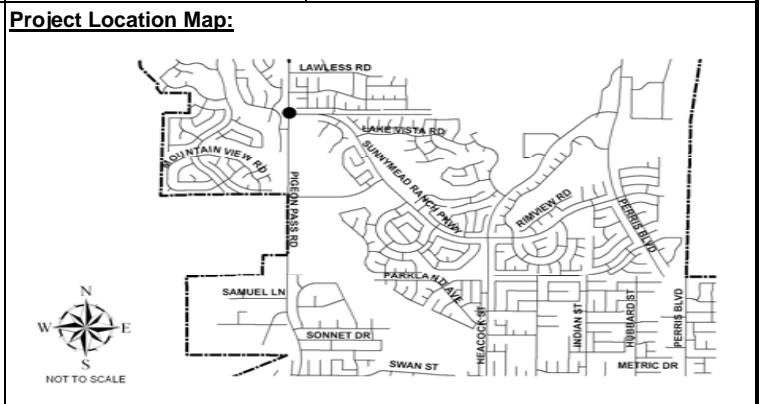 Project Location Map:
LAWLESS RD
LAKE VISTA RD
MOUNTAIN VIEW RD
SUNNYMEAD RANCH PKWY
PIGEON PASS RD
RIMVIEW RD
PERRIS BLVD
PARKLAND AVE
SAMUEL LN
HEACOCK ST
INDIAN ST
HUBBARD ST
PERRIS BLVD
SONNET DR
SWAN ST
METRIC DR
N
W E
S
NOT TO SCALE